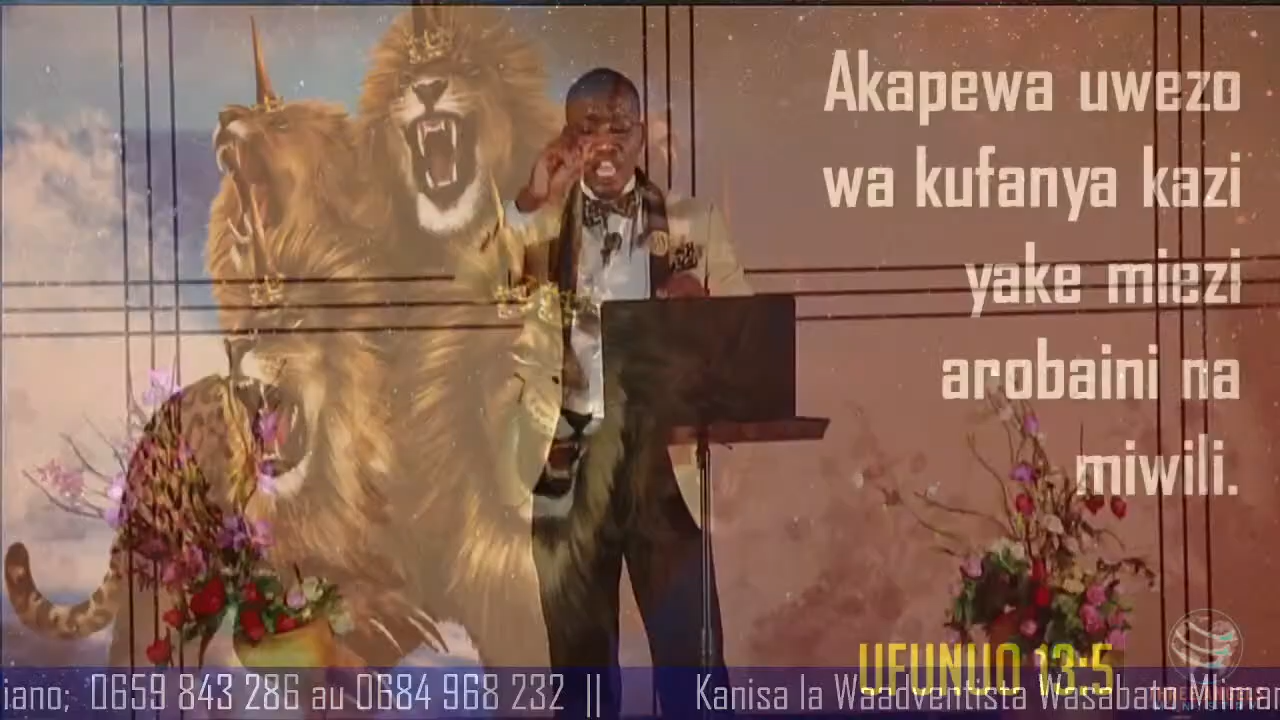 Akapewa uwezo
wa kufanya kazi
yake miezi
arobaini na
miwili.
UFUNUO 13:5
iano; 0659 843 286 au 0684 968 232 || Kanisa la Waadventista Wasabato